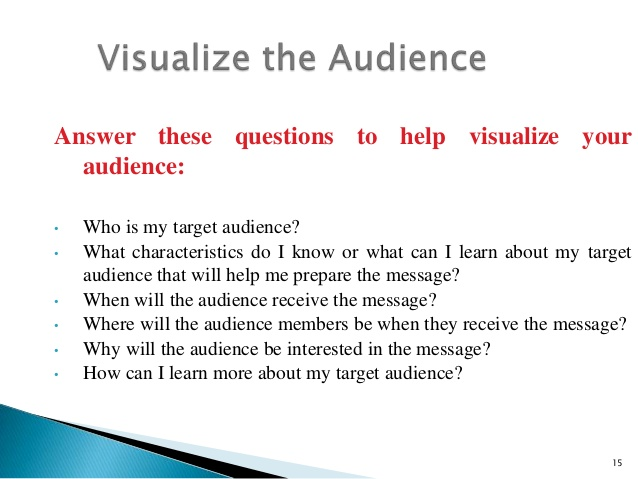 Visualize the Audience
Answer these questions to help visualize your
audience:
• Who is my target audience?
• What characteristics do I know or what can I learn about my target
audience that will help me prepare the message?
• When will the audience receive the message?
• Where will the audience members be when they receive the message?
• Why will the audience be interested in the message?
• How can I learn more about my target audience?
15